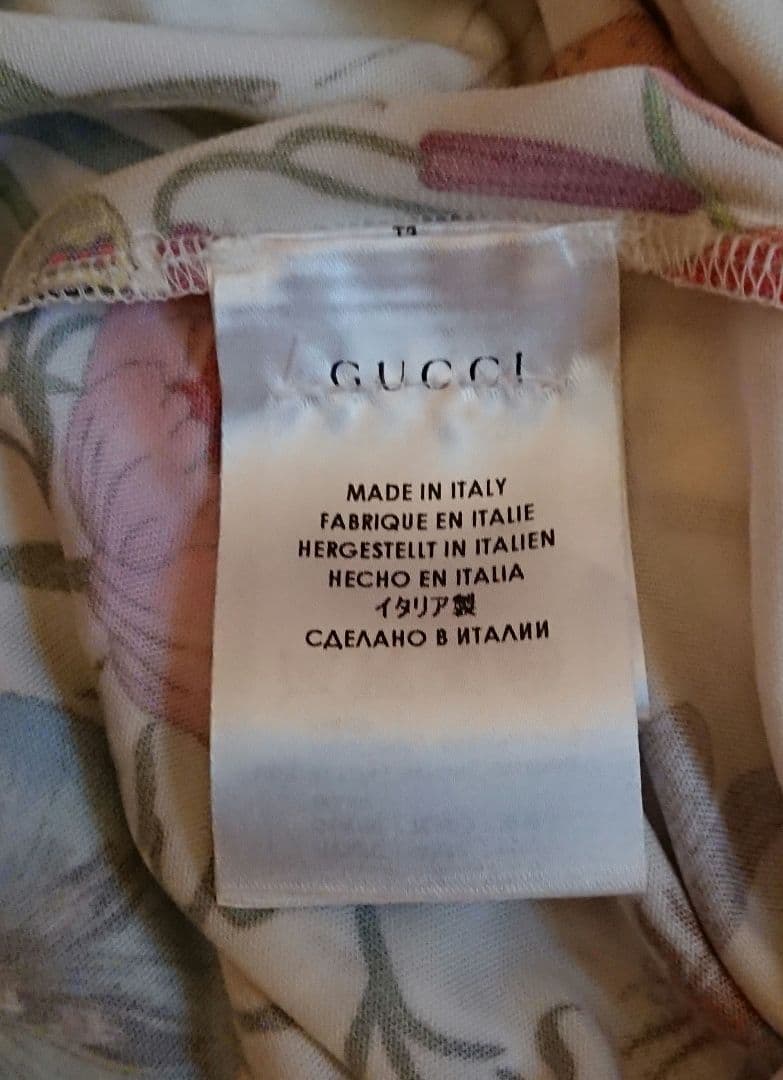 GUCCI
MADE IN ITALY
FABRIQUE EN ITALIE
HERGESTELLT IN ITALIEN
HECHO EN ITALIA
イタリア製
СДЕЛАНО В ИТАЛИИ